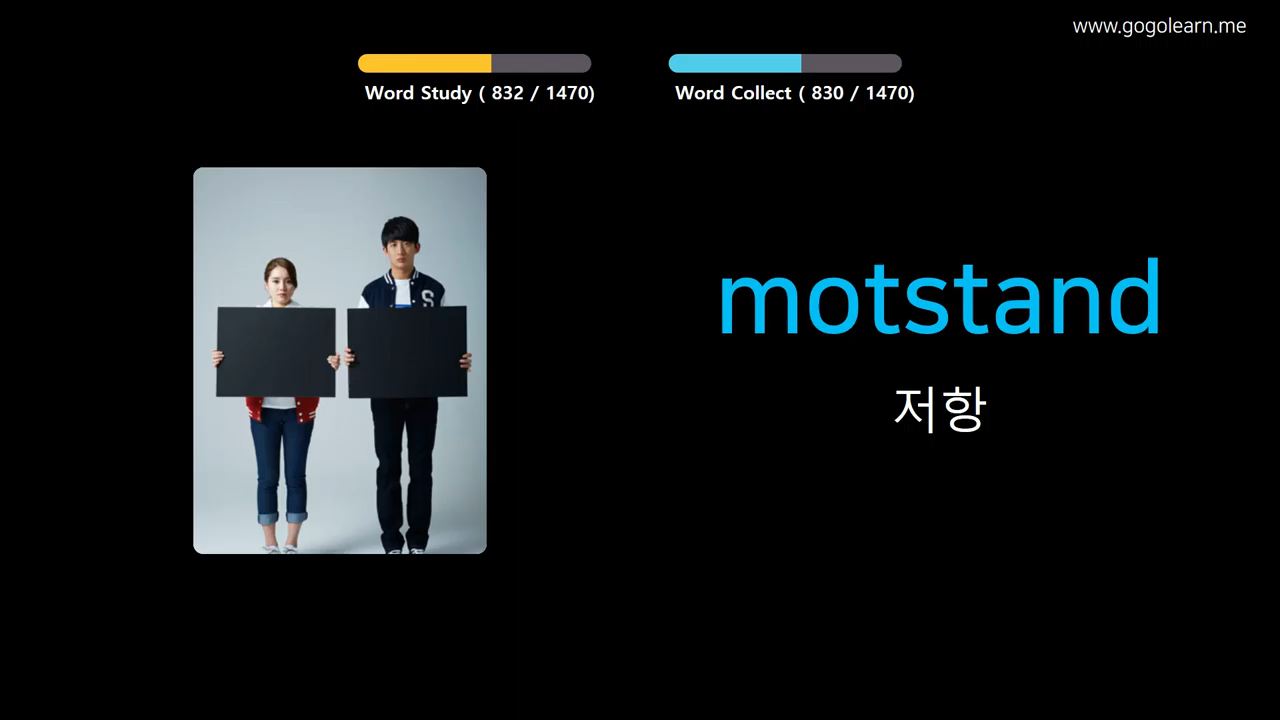 www.gogolearn.me
Word Study ( 832 / 1470)
Word Collect ( 830 / 1470)
S
motstand
저항